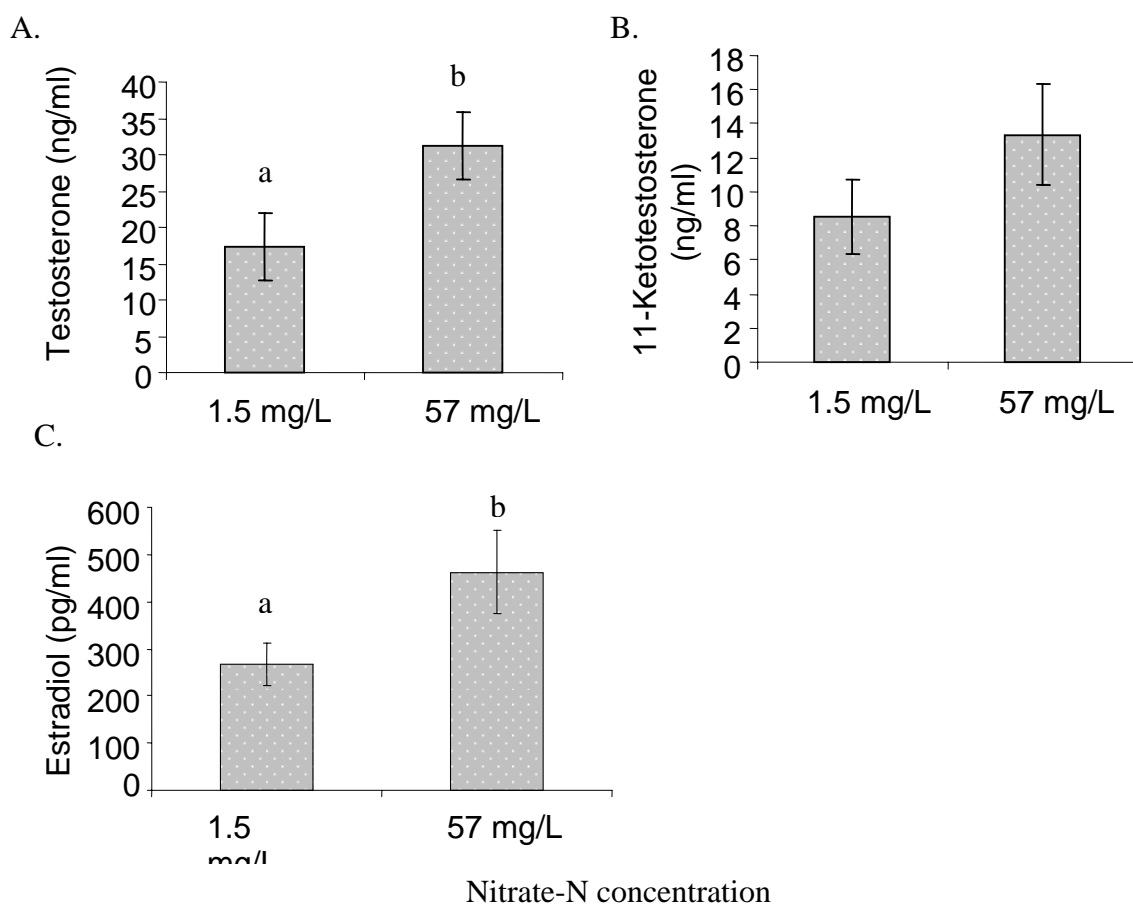 A.
Testosterone (ng/ml)
40
35
30
25
20
15
10
5
0
a
b
1.5 mg/L
57 mg/L
B.
11-Ketotestosterone
(ng/ml)
18
16
14
12
10
8
6
4
2
0
1.5 mg/L
57 mg/L
C.
Estradiol (pg/ml)
600
500
400
300
200
100
0
a
b
1.5
mg/L
57 mg/L
Nitrate-N concentration